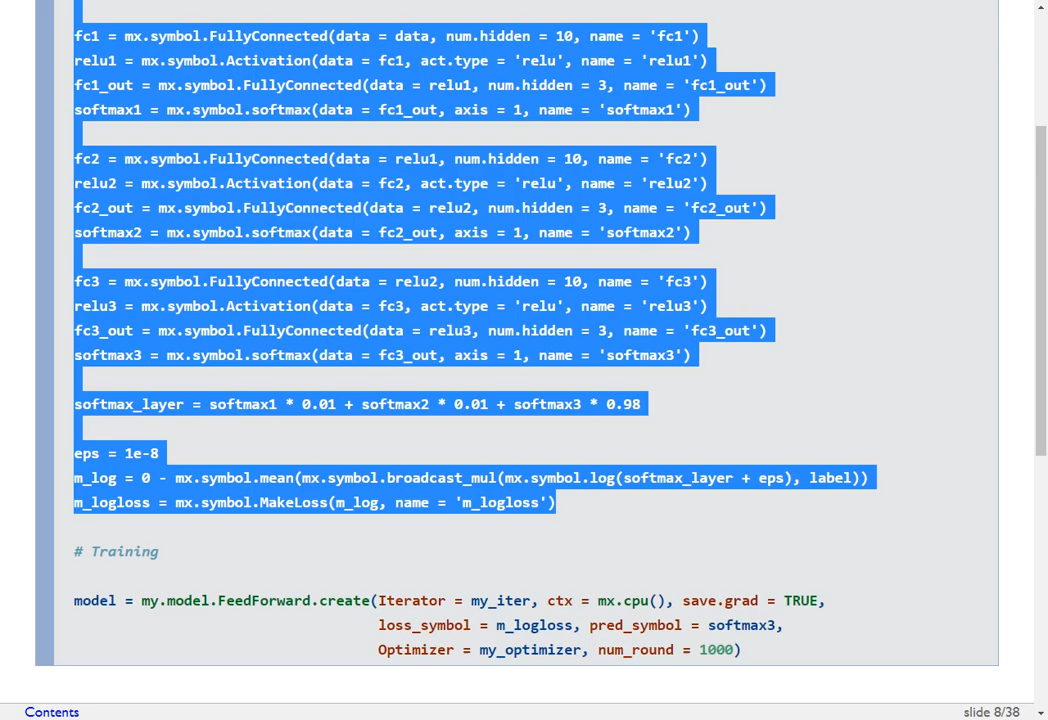 fc1 = mx.symbol.FullyConnected(data = data, num.hidden = 10, name = 'fc1')
relu1 = mx.symbol.Activation(data = fc1, act.type = 'relu', name = 'relu1')
fc1_out = mx.symbol.FullyConnected(data = relu1, num.hidden = 3, name = 'fc1_out')
softmax1 = mx.symbol.softmax(data = fc1_out, axis = 1, name = 'softmax1')
fc2 = mx.symbol.FullyConnected(data = relu1, num.hidden = 10, name = 'fc2')
relu2 = mx.symbol.Activation(data = fc2, act.type = 'relu', name = 'relu2')
fc2_out = mx.symbol.FullyConnected(data = relu2, num.hidden = 3, name = 'fc2_out')
softmax2 = mx.symbol.softmax(data = fc2_out, axis = 1, name = 'softmax2')
fc3 = mx.symbol.FullyConnected(data = relu2, num.hidden = 10, name = 'fc3')
relu3 = mx.symbol.Activation(data = fc3, act.type = 'relu', name = 'relu3')
fc3_out = mx.symbol.FullyConnected(data = relu3, num.hidden = 3, name = 'fc3_out')
softmax3 = mx.symbol.softmax(data = fc3_out, axis = 1, name = 'softmax3')
softmax_layer = softmax1 * 0.01 + softmax2 * 0.01 + softmax3 * 0.98
eps = 1e-8
m_log = 0 - mx.symbol.mean(mx.symbol.broadcast_mul(mx.symbol.log(softmax_layer + eps), label))
m_logloss = mx.symbol.MakeLoss(m_log, name = 'm_logloss')
# Training
model = my.model.FeedForward.create(Iterator = my_iter, ctx = mx.cpu(), save.grad = TRUE,
loss_symbol = m_logloss, pred_symbol = softmax3,
Optimizer = my_optimizer, num_round = 1000)
Contents
slide 8/38